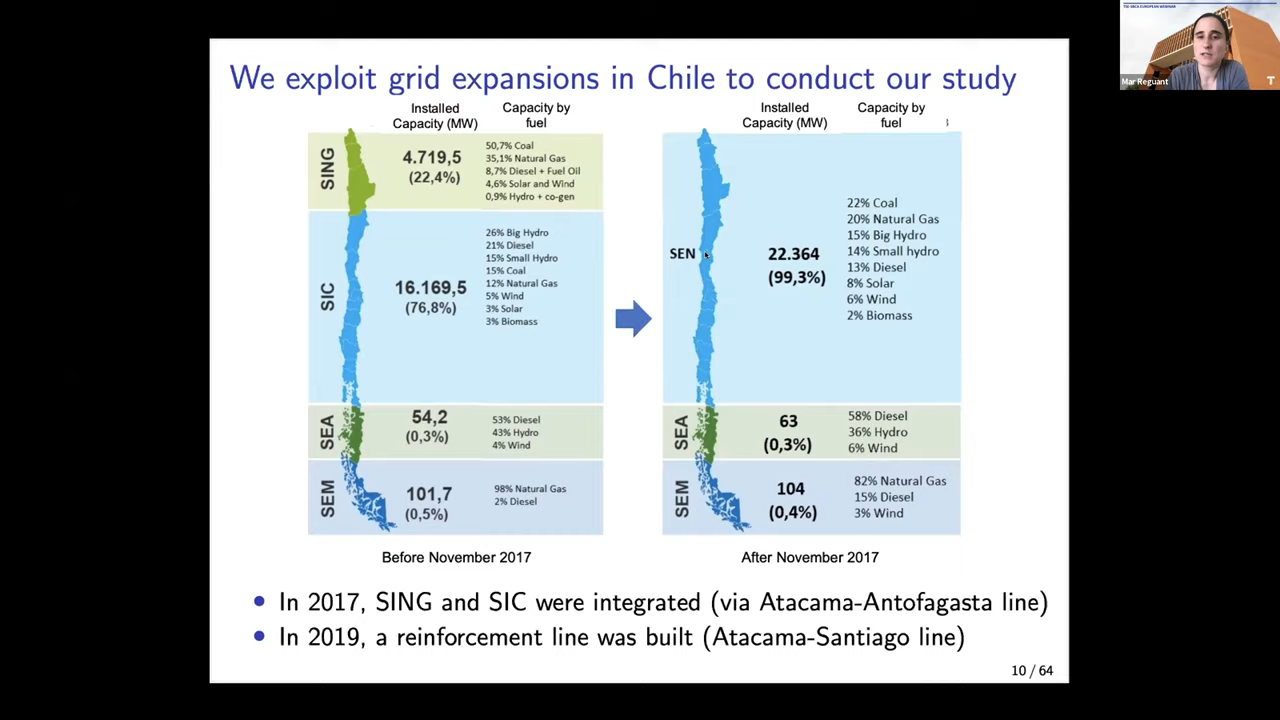 TSE GREA EUROPEAN WEBINAR
Mar Reguant
T
We exploit grid expansions in Chile to conduct our study
Installed
Capacity (MW)
Capacity by
fuel
SING
4.719,5
(22,4%)
50,7% Coal
35,1% Natural Gas
8,7% Diesel + Fuel Oil
4,6% Solar and Wind
0,9% Hydro + co-gen
SIC
16.169,5
(76,8%)
26% Big Hydro
21% Diesel
15% Small Hydro
15% Coal
12% Natural Gas
5% Wind
3% Solar
3% Biomass
SEA
54,2
(0,3%)
53% Diesel
43% Hydro
4% Wind
SEM
101,7
(0,5%)
98% Natural Gas
2% Diesel
Before November 2017
Installed
Capacity (MW)
Capacity by
fuel
SEN
22.364
(99,3%)
22% Coal
20% Natural Gas
15% Big Hydro
14% Small hydro
13% Diesel
8% Solar
6% Wind
2% Biomass
SEA
63
(0,3%)
58% Diesel
36% Hydro
6% Wind
SEM
104
(0,4%)
82% Natural Gas
15% Diesel
3% Wind
After November 2017
• In 2017, SING and SIC were integrated (via Atacama-Antofagasta line)
• In 2019, a reinforcement line was built (Atacama-Santiago line)
10 / 64